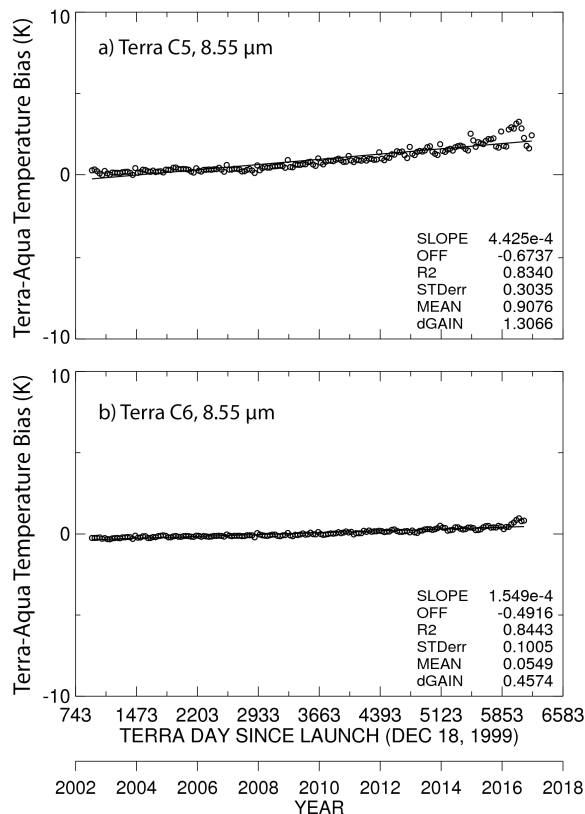 10
a) Terra C5, 8.55 µm
Terra-Aqua Temperature Bias (K)
0
SLOPE 4.425e-4
OFF -0.6737
R2 0.8340
STDerr 0.3035
MEAN 0.9076
dGAIN 1.3066
-10
10
b) Terra C6, 8.55 µm
Terra-Aqua Temperature Bias (K)
0
SLOPE 1.549e-4
OFF -0.4916
R2 0.8443
STDerr 0.1005
MEAN 0.0549
dGAIN 0.4574
-10
743 1473 2203 2933 3663 4393 5123 5853 6583
TERRA DAY SINCE LAUNCH (DEC 18, 1999)
2002 2004 2006 2008 2010 2012 2014 2016 2018
YEAR